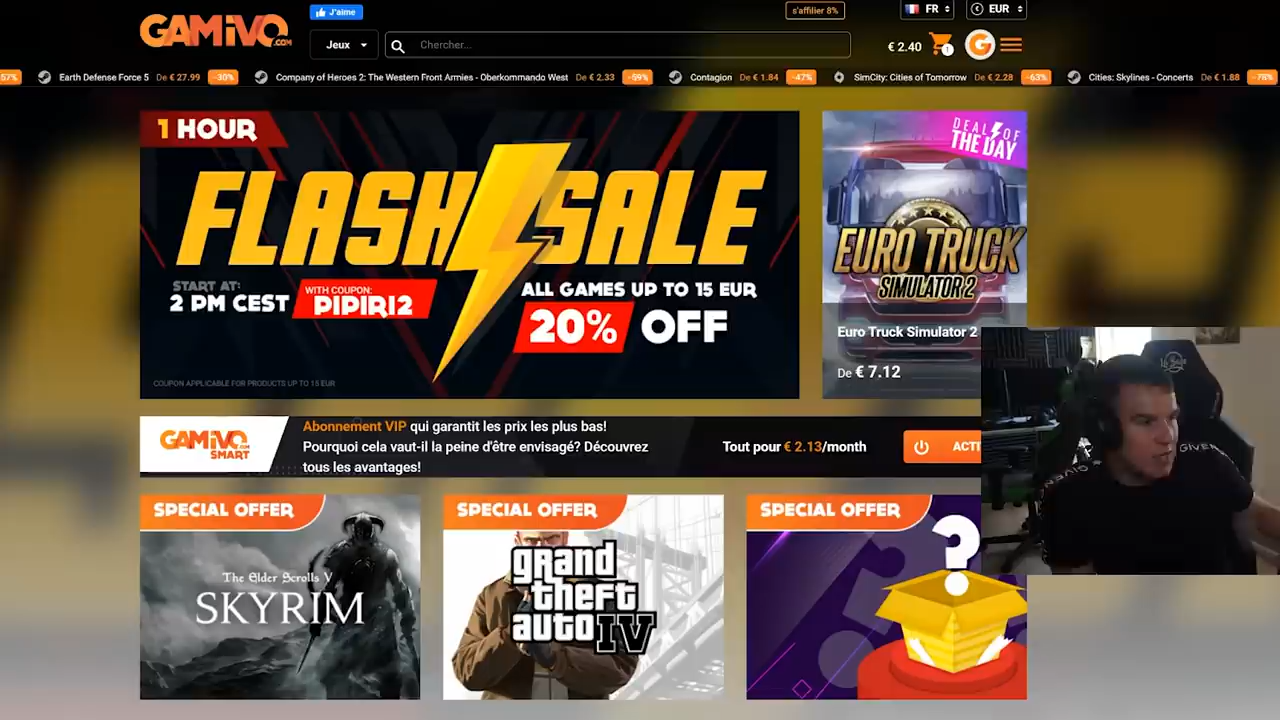 GAMIVO.COM
J'aime
s'affilier 8%
FR
EUR
Jeux
Chercher...
€ 2.40
1
G
57%
Earth Defense Force 5 De € 27.99 -30%
Company of Heroes 2: The Western Front Armies - Oberkommando West De € 2.33 -59%
Contagion De € 1.84 -47%
SimCity: Cities of Tomorrow De € 2.28 -63%
Cities: Skylines - Concerts De € 1.88 -78%
1 HOUR
FLASH SALE
START AT:
2 PM CEST
WITH COUPON:
PIPIRI2
ALL GAMES UP TO 15 EUR
20% OFF
COUPON APPLICABLE FOR PRODUCTS UP TO 15 EUR
DEAL OF
THE DAY
EURO TRUCK
SIMULATOR 2
Euro Truck Simulator 2
De € 7.12
GAMIVO.COM
SMART
Abonnement VIP qui garantit les prix les plus bas!
Pourquoi cela vaut-il la peine d'être envisagé? Découvrez
tous les avantages!
Tout pour € 2.13/month
ACTI
SPECIAL OFFER
The Elder Scrolls V
SKYRIM
SPECIAL OFFER
grand
theft
auto IV
SPECIAL OFFER
?
GIVEN